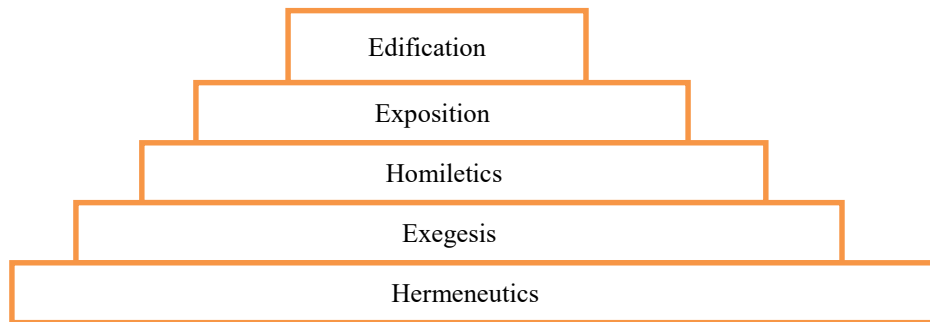 Edification
Exposition
Homiletics
Exegesis
Hermeneutics